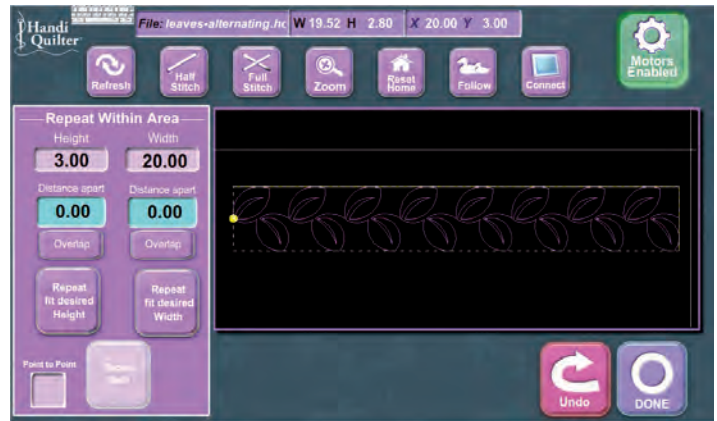 Handi
Quilter
File: leaves-alternating.hc W 19.52 H 2.80 X 20.00 Y 3.00
Refresh
Half
Stitch
Full
Stitch
Zoom
Reset
Home
Follow
Connect
Motors
Enabled
Repeat Within Area
Height Width
3.00 20.00
Distance apart Distance apart
0.00 0.00
Overlap Overlap
Repeat
fit desired
Height
Repeat
fit desired
Width
Point to Point
Undo
DONE